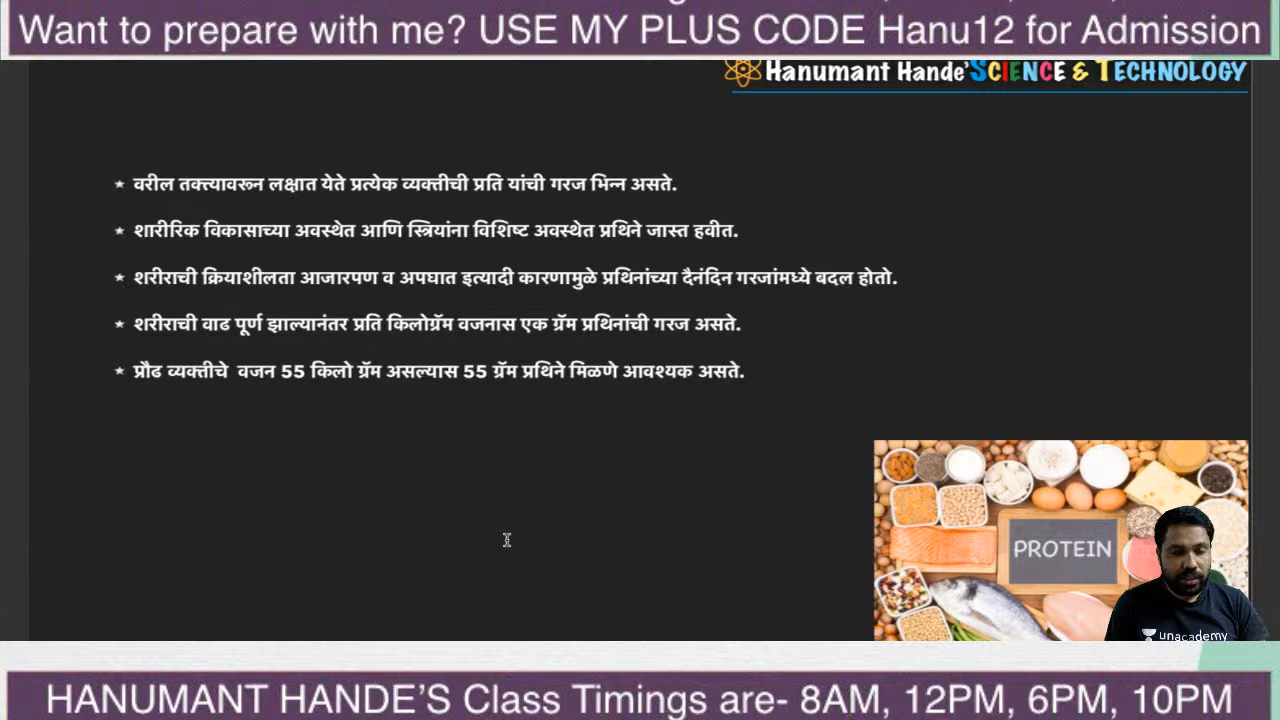 Want to prepare with me? USE MY PLUS CODE Hanu12 for Admission
Hanumant Hande'SCIENCE & TECHNOLOGY
★ वरील तक्त्यावरून लक्षात येते प्रत्येक व्यक्तीची प्रति यांची गरज भिन्न असते.
★ शारीरिक विकासाच्या अवस्थेत आणि स्त्रियांना विशिष्ट अवस्थेत प्रथिने जास्त हवीत.
★ शरीराची क्रियाशीलता आजारपण व अपघात इत्यादी कारणामुळे प्रथिनांच्या दैनंदिन गरजांमध्ये बदल होतो.
★ शरीराची वाढ पूर्ण झाल्यानंतर प्रति किलोग्रॅम वजनास एक ग्रॅम प्रथिनांची गरज असते.
★ प्रौढ व्यक्तीचे वजन 55 किलो ग्रॅम असल्यास 55 ग्रॅम प्रथिने मिळणे आवश्यक असते.
PROTEIN
unacademy
HANUMANT HANDE'S Class Timings are- 8AM, 12PM, 6PM, 10PM